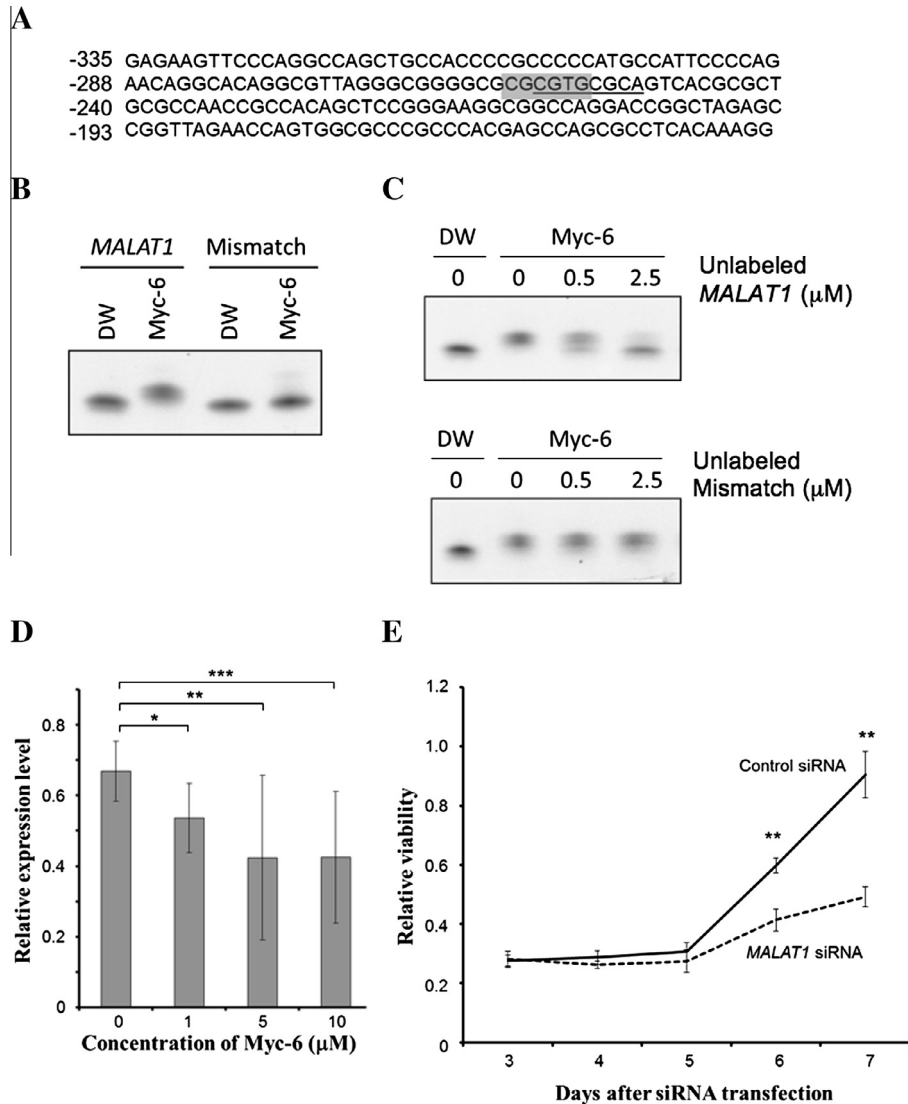 A
-335 GAGAAGTTCCCAGGCCAGCTGCCACCCCGCCCCCATGCCATTCCCCAG
-288 AACAGGCACAGGCGTTAGGGCGGGGCGCGCGTGCGCAGTCACGCGCT
-240 GCGCCAACCGCCACAGCTCCGGGAAGGCGGCCAGGACCGGCTAGAGC
-193 CGGTTAGAACCAGTGGCGCCCGCCCACGAGCCAGCGCCTCACAAAGG
B
MALAT1 Mismatch
DW Myc-6 DW Myc-6
C
DW Myc-6
0 0 0.5 2.5
Unlabeled
MALAT1 (μM)
DW Myc-6
0 0 0.5 2.5
Unlabeled
Mismatch (μM)
D
***
**
*
Relative expression level
0.8
0.6
0.4
0.2
0
0 1 5 10
Concentration of Myc-6 (μM)
E
Relative viability
1.2
1.0
0.8
0.6
0.4
0.2
0
Control siRNA
**
**
MALAT1 siRNA
3 4 5 6 7
Days after siRNA transfection